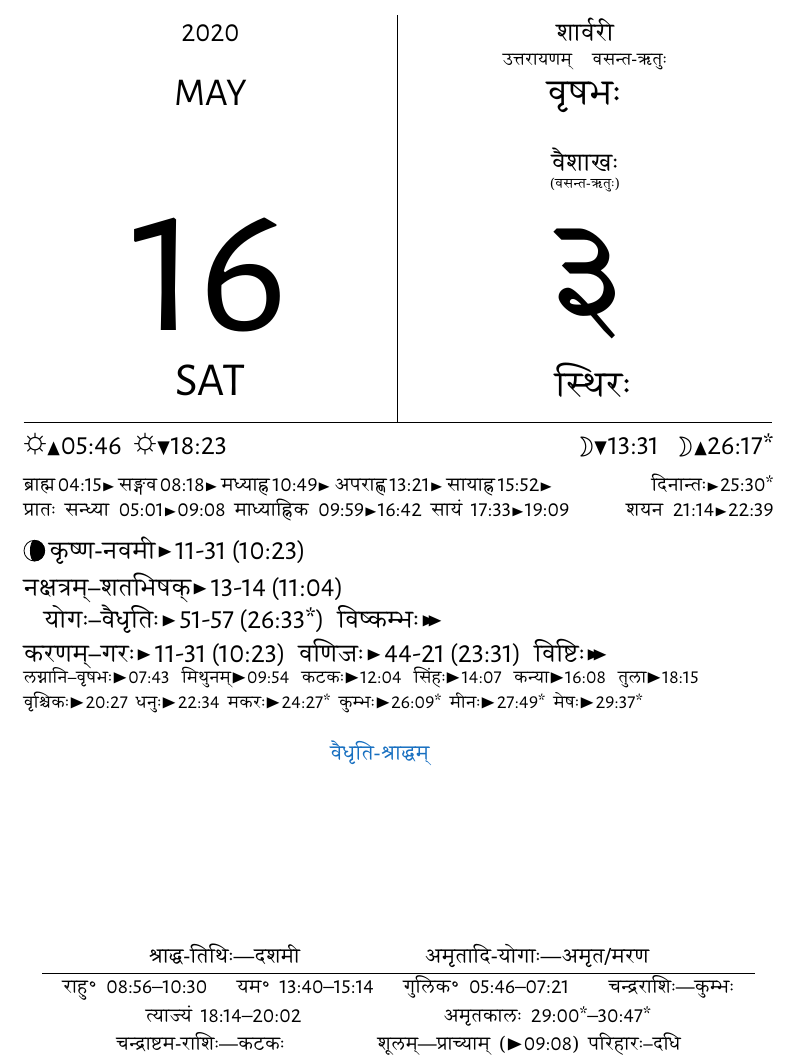 2020
MAY
16
SAT
शार्वरी
उत्तरायणम् वसन्त-ऋतुः
वृषभः
वैशाखः
(वसन्त-ऋतुः)
३
स्थिरः
☼▲05:46 ☼▼18:23 ☽▼13:31 ☽▲26:17*
ब्राह्म 04:15► सङ्गव 08:18► मध्याह्न 10:49► अपराह्ण 13:21► सायाह्न 15:52► दिनान्तः►25:30*
प्रातः सन्ध्या 05:01►09:08 माध्याह्निक 09:59►16:42 सायं 17:33►19:09 शयन 21:14►22:39
कृष्ण-नवमी►11-31 (10:23)
नक्षत्रम्–शतभिषक्►13-14 (11:04)
योगः–वैधृतिः►51-57 (26:33*) विष्कम्भः►►
करणम्–गरः►11-31 (10:23) वणिजः►44-21 (23:31) विष्टिः►►
लग्नानि–वृषभः►07:43 मिथुनम्►09:54 कटकः►12:04 सिंहः►14:07 कन्या►16:08 तुला►18:15
वृश्चिकः►20:27 धनुः►22:34 मकरः►24:27* कुम्भः►26:09* मीनः►27:49* मेषः►29:37*
वैधृति-श्राद्धम्
श्राद्ध-तिथिः—दशमी अमृतादि-योगाः—अमृत/मरण
राहु॰ 08:56–10:30 यम॰ 13:40–15:14 गुलिक॰ 05:46–07:21 चन्द्रराशिः—कुम्भः
त्याज्यं 18:14–20:02 अमृतकालः 29:00*–30:47*
चन्द्राष्टम-राशिः—कटकः शूलम्—प्राच्याम् (►09:08) परिहारः–दधि